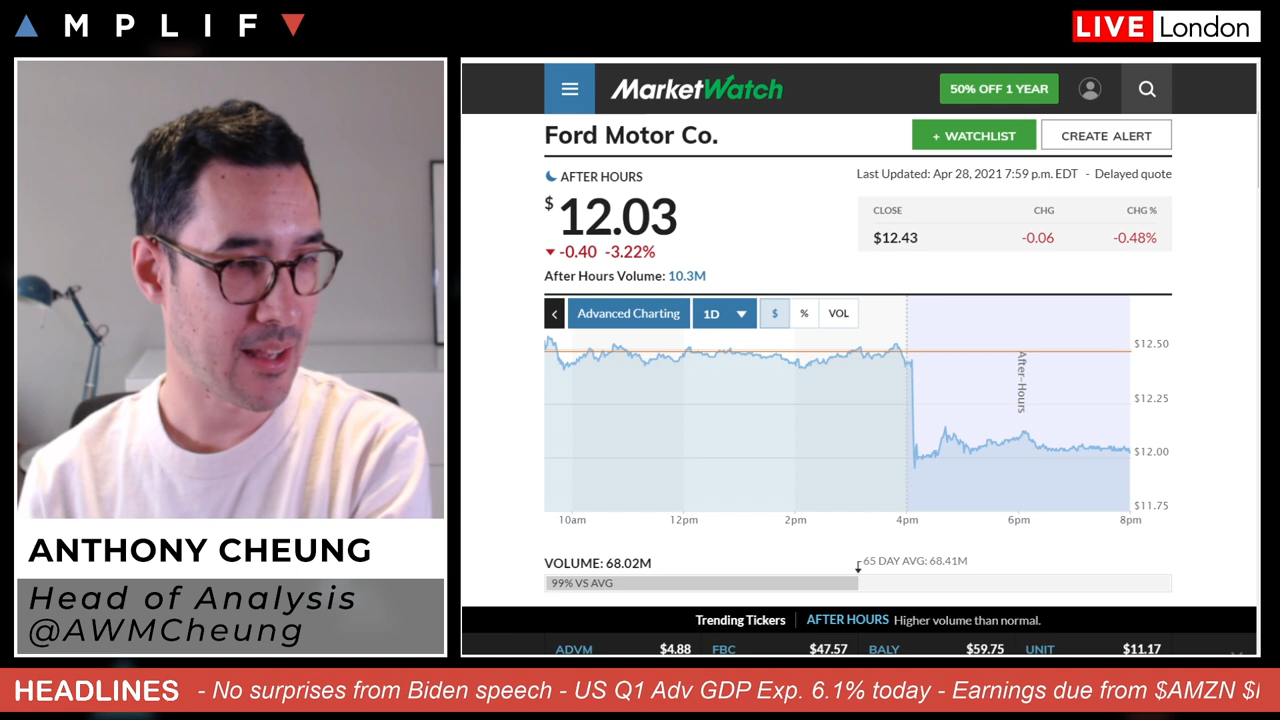 AMPLIFY
LIVE London
MarketWatch
50% OFF 1 YEAR
Ford Motor Co.
+ WATCHLIST
CREATE ALERT
AFTER HOURS
Last Updated: Apr 28, 2021 7:59 p.m. EDT - Delayed quote
$ 12.03
CLOSE CHG CHG %
$12.43 -0.06 -0.48%
-0.40 -3.22%
After Hours Volume: 10.3M
Advanced Charting
1D
$ % VOL
$12.50
After-Hours
$12.25
$12.00
$11.75
10am 12pm 2pm 4pm 6pm 8pm
VOLUME: 68.02M
65 DAY AVG: 68.41M
99% VS AVG
Trending Tickers AFTER HOURS Higher volume than normal.
ADVM $4.88 FBC $47.57 BALY $59.75 UNIT $11.17
ANTHONY CHEUNG
Head of Analysis
@AWMCheung
HEADLINES - No surprises from Biden speech - US Q1 Adv GDP Exp. 6.1% today - Earnings due from $AMZN